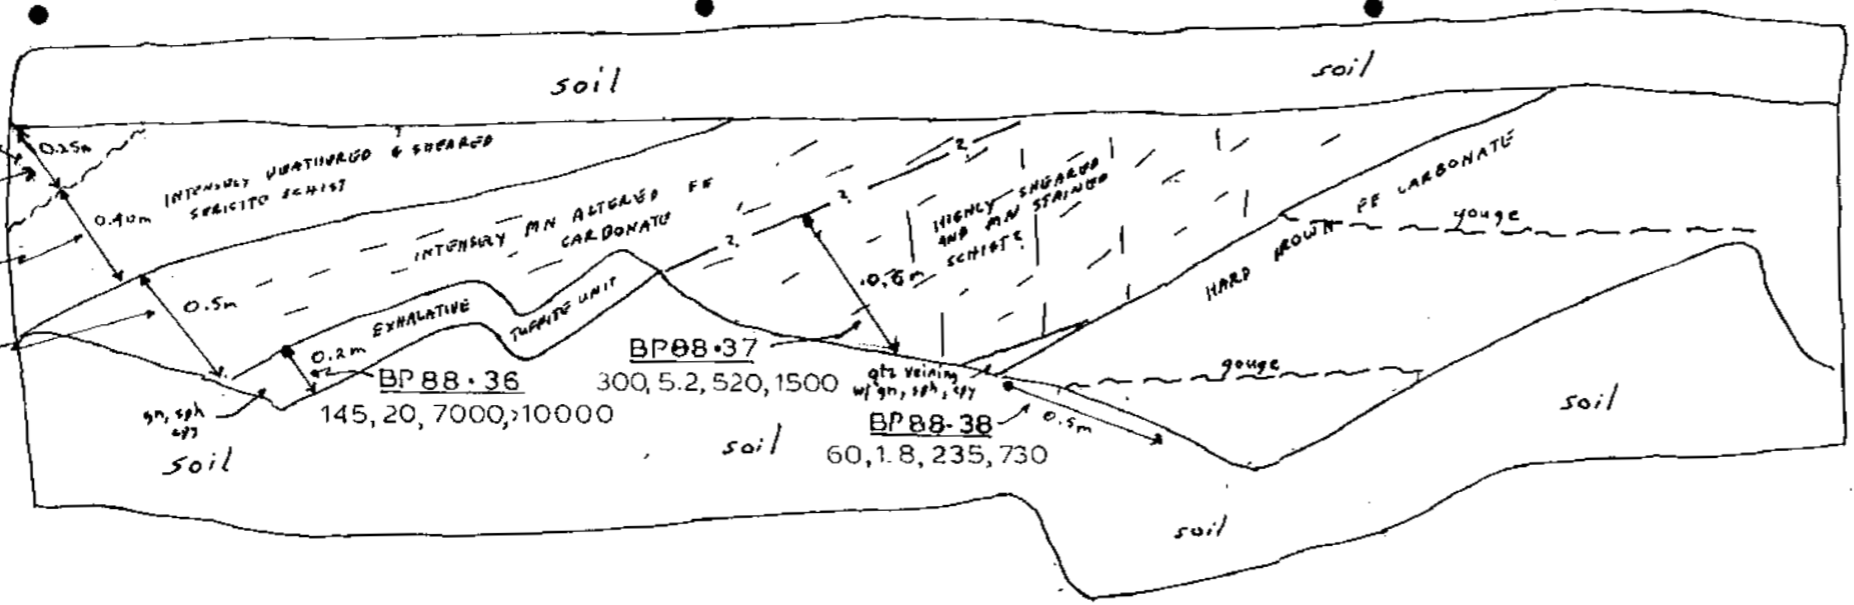 soil
soil
0.25m
INTENSELY WEATHERED & SHEARED
SERICITE SCHIST
0.40m
INTENSELY MN ALTERED FE
CARBONATE
0.5m
2.
2.
2.
HIGHLY SHEARED
AND MN STAINED
SCHIST?
HARD BROWN FE CARBONATE
gouge
EXHALATIVE TUFFITE UNIT
0.2m
BP88·36
145, 20, 7000, >10000
gn, sph
cpy
soil
BP88·37
300, 5.2, 520, 1500
qtz veining
w/ gn, sph, cpy
BP88·38
60, 1.8, 235, 730
0.5m
gouge
soil
soil
soil